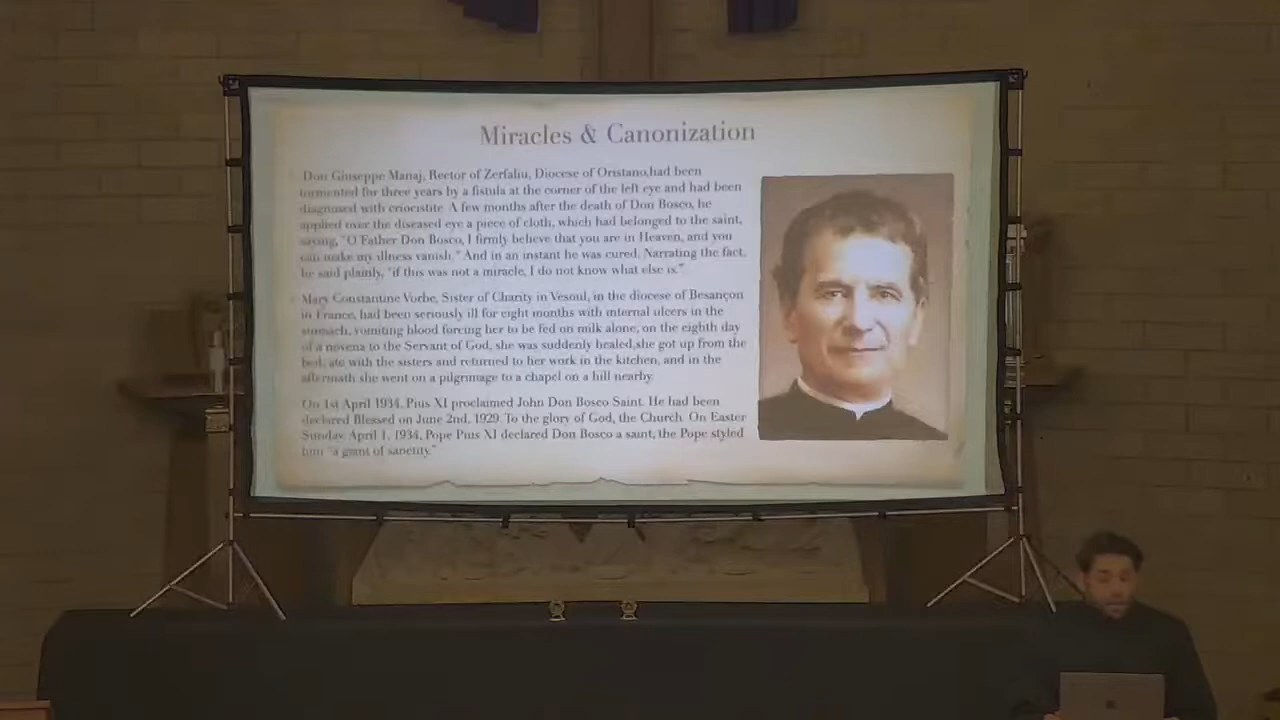 Miracles & Canonization
Don Giuseppe Manaj, Rector of Zerfaliu, Diocese of Oristano,had been
tormented for three years by a fistula at the corner of the left eye and had been
diagnosed with criocistite. A few months after the death of Don Bosco, he
applied over the diseased eye a piece of cloth, which had belonged to the saint,
saying, "O Father Don Bosco, I firmly believe that you are in Heaven, and you
can make my illness vanish." And in an instant he was cured. Narrating the fact,
he said plainly, "if this was not a miracle, I do not know what else is."
Mary Constantine Vorbe, Sister of Charity in Vesoul, in the diocese of Besançon
in France, had been seriously ill for eight months with internal ulcers in the
stomach, vomiting blood forcing her to be fed on milk alone, on the eighth day
of a novena to the Servant of God, she was suddenly healed,she got up from the
bed, ate with the sisters and returned to her work in the kitchen, and in the
aftermath she went on a pilgrimage to a chapel on a hill nearby.
On 1st April 1934, Pius XI proclaimed John Don Bosco Saint. He had been
declared Blessed on June 2nd, 1929. To the glory of God, the Church. On Easter
Sunday, April 1, 1934, Pope Pius XI declared Don Bosco a saint, the Pope styled
him "a giant of sanctity."